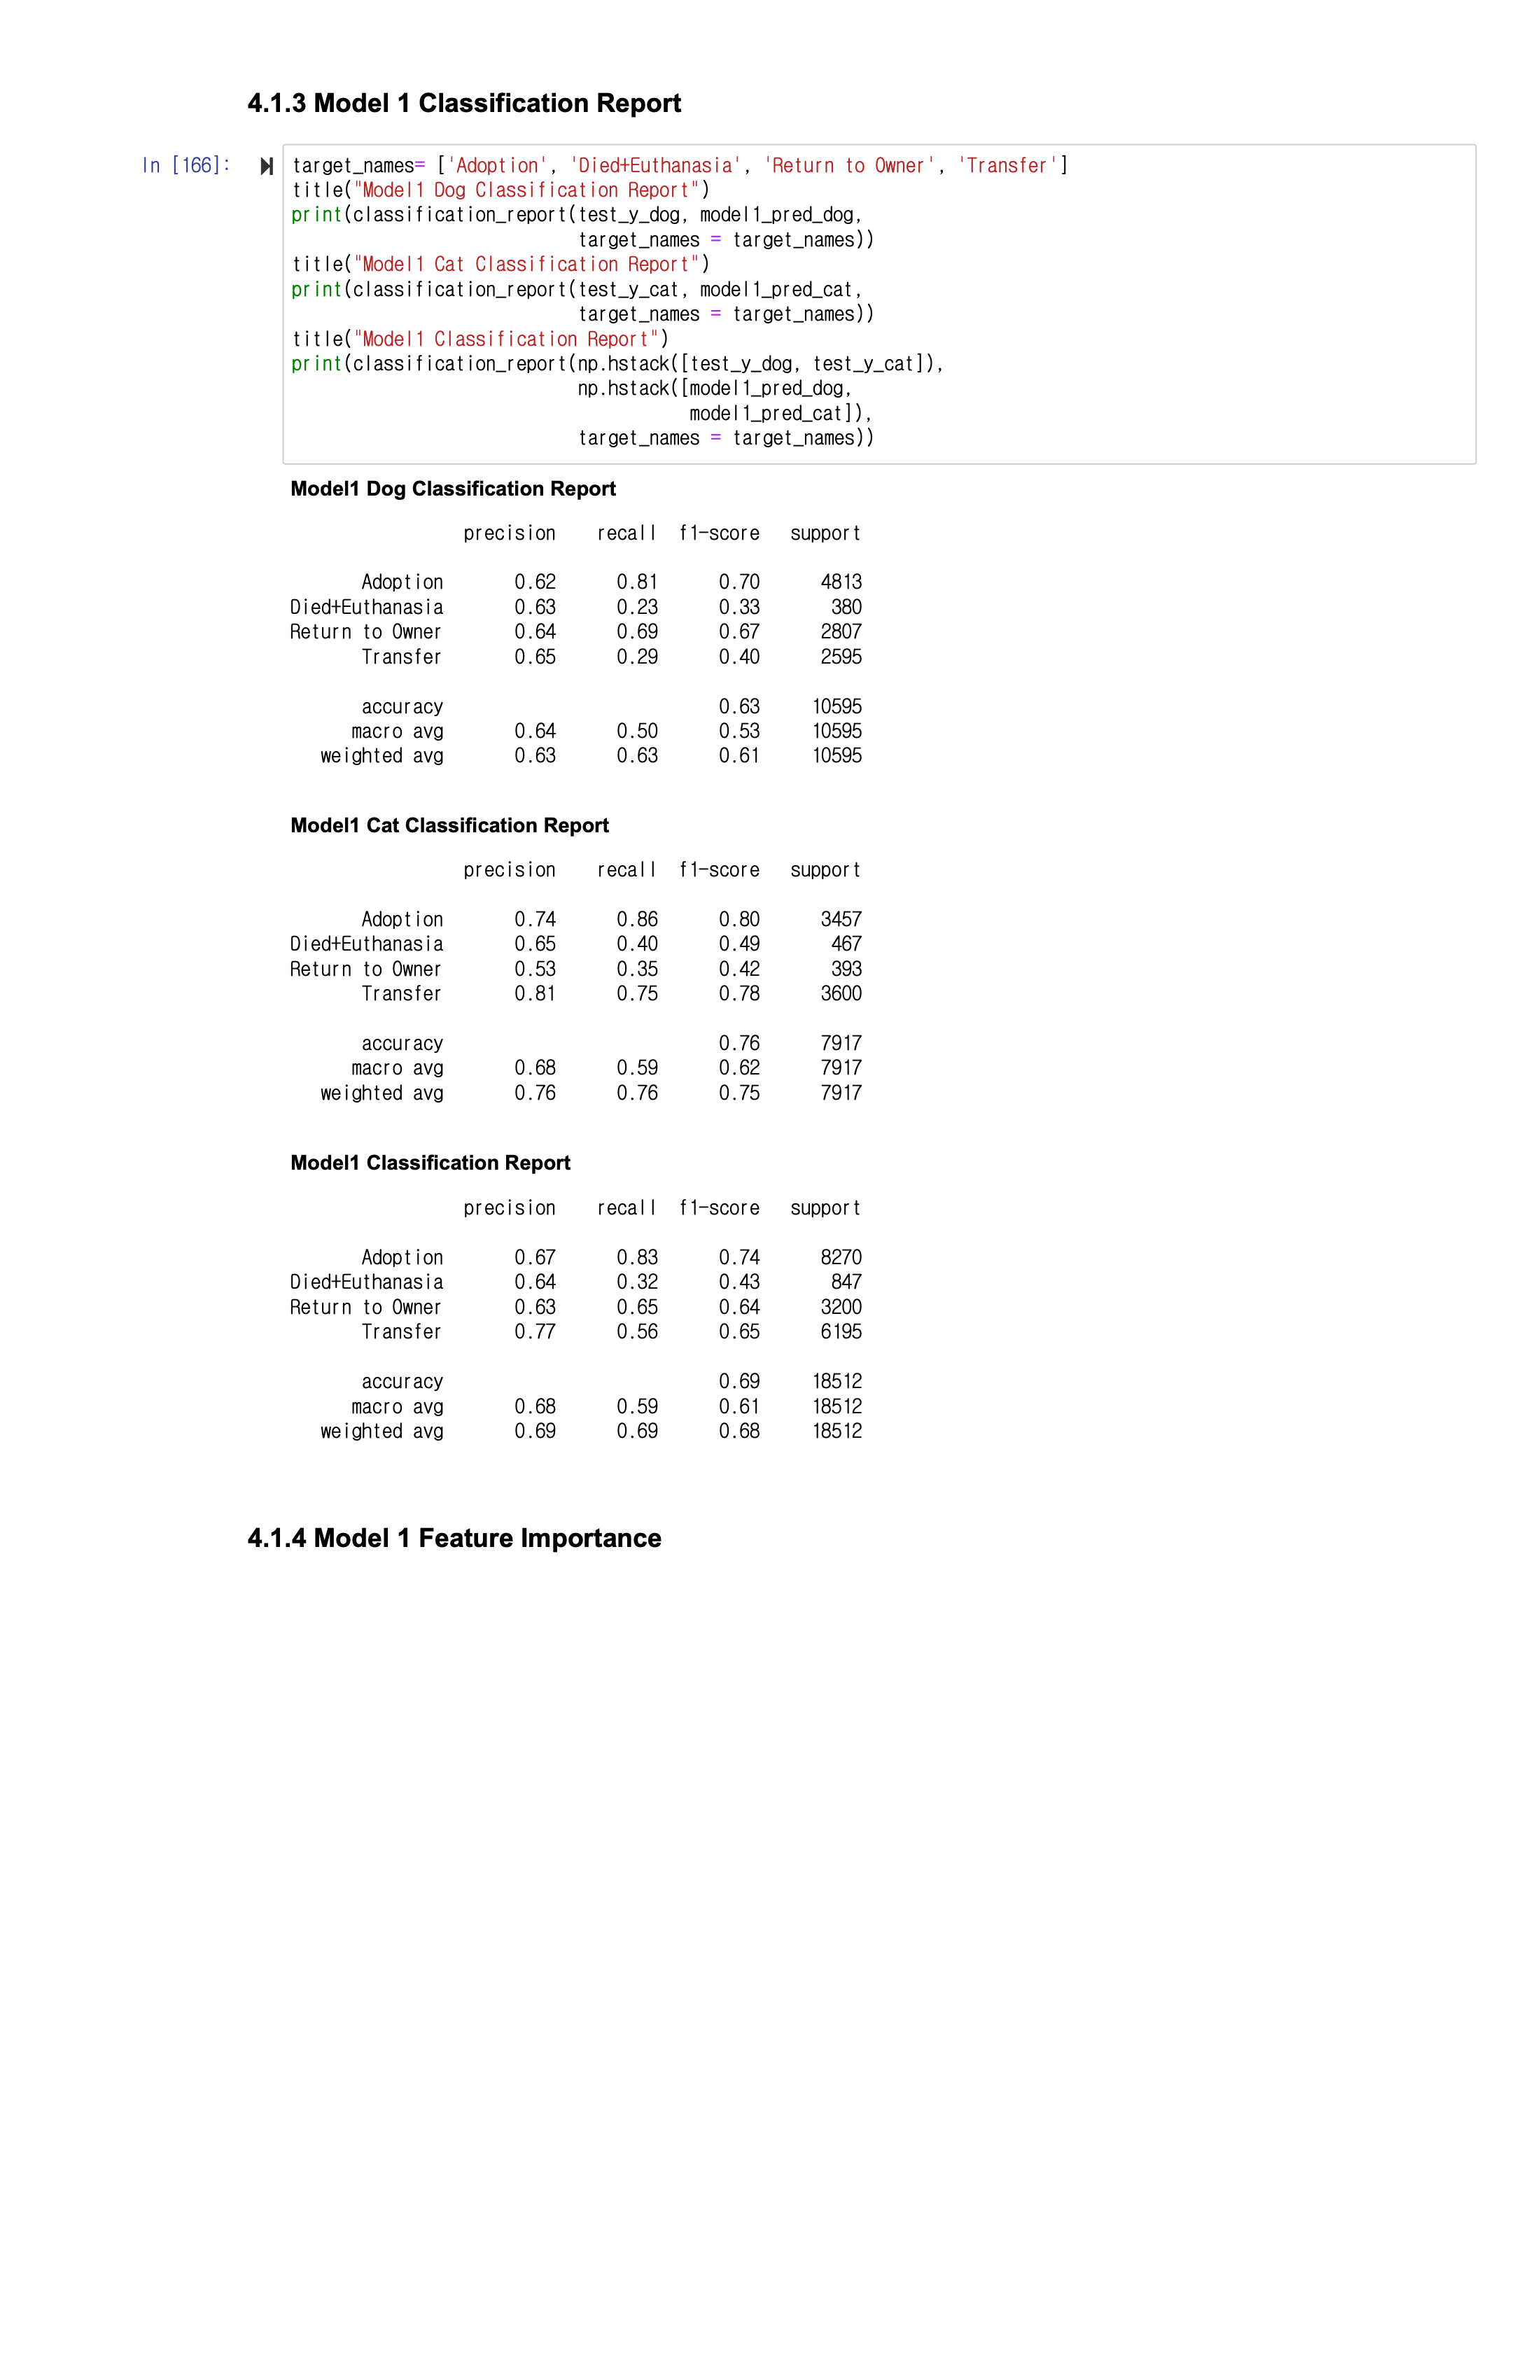 4.1.3 Model 1 Classification Report
In [166]:
target_names= ['Adoption', 'Died+Euthanasia', 'Return to Owner', 'Transfer']
title("Model1 Dog Classification Report")
print(classification_report(test_y_dog, model1_pred_dog,
target_names = target_names))
title("Model1 Cat Classification Report")
print(classification_report(test_y_cat, model1_pred_cat,
target_names = target_names))
title("Model1 Classification Report")
print(classification_report(np.hstack([test_y_dog, test_y_cat]),
np.hstack([model1_pred_dog,
model1_pred_cat]),
target_names = target_names))
Model1 Dog Classification Report
precision recall f1-score support
Adoption 0.62 0.81 0.70 4813
Died+Euthanasia 0.63 0.23 0.33 380
Return to Owner 0.64 0.69 0.67 2807
Transfer 0.65 0.29 0.40 2595
accuracy 0.63 10595
macro avg 0.64 0.50 0.53 10595
weighted avg 0.63 0.63 0.61 10595
Model1 Cat Classification Report
precision recall f1-score support
Adoption 0.74 0.86 0.80 3457
Died+Euthanasia 0.65 0.40 0.49 467
Return to Owner 0.53 0.35 0.42 393
Transfer 0.81 0.75 0.78 3600
accuracy 0.76 7917
macro avg 0.68 0.59 0.62 7917
weighted avg 0.76 0.76 0.75 7917
Model1 Classification Report
precision recall f1-score support
Adoption 0.67 0.83 0.74 8270
Died+Euthanasia 0.64 0.32 0.43 847
Return to Owner 0.63 0.65 0.64 3200
Transfer 0.77 0.56 0.65 6195
accuracy 0.69 18512
macro avg 0.68 0.59 0.61 18512
weighted avg 0.69 0.69 0.68 18512
4.1.4 Model 1 Feature Importance